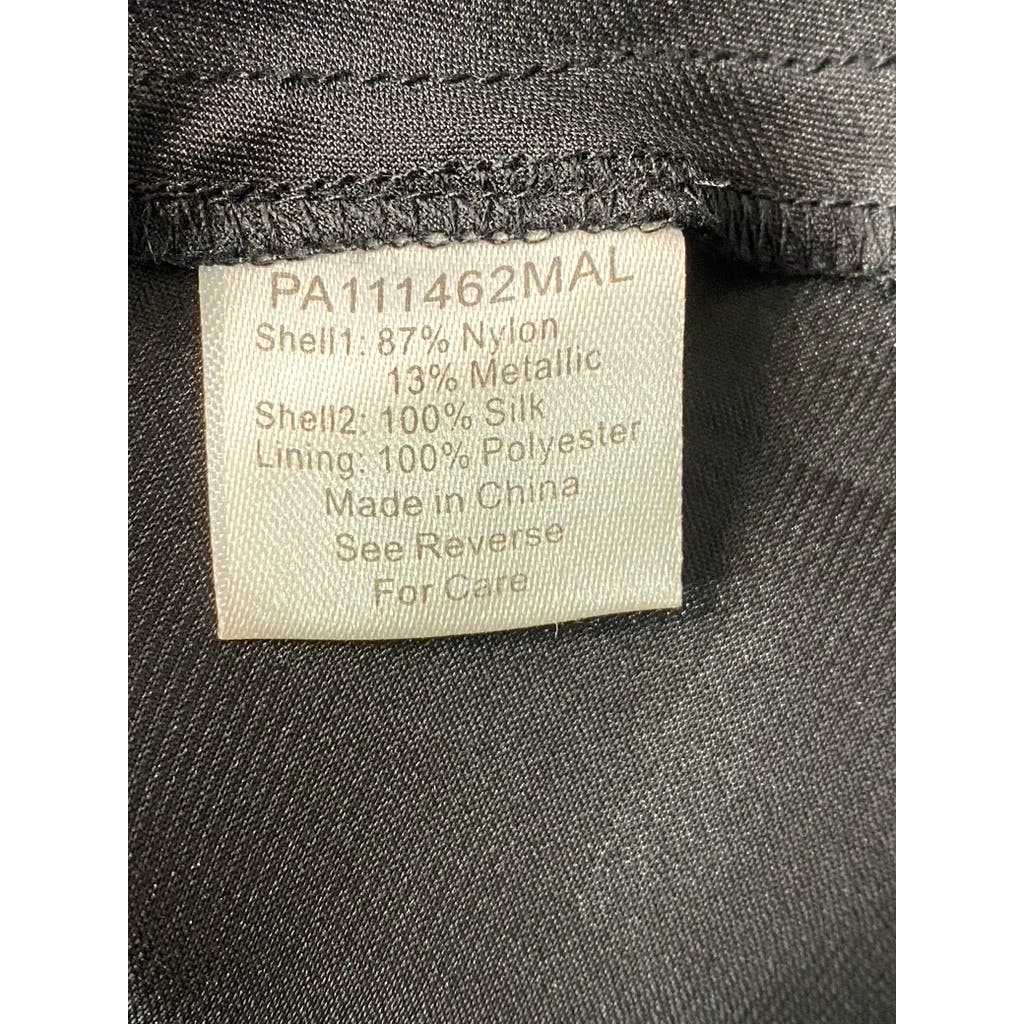 PA111462MAL
Shell1: 87% Nylon
13% Metallic
Shell2: 100% Silk
Lining: 100% Polyester
Made in China
See Reverse
For Care